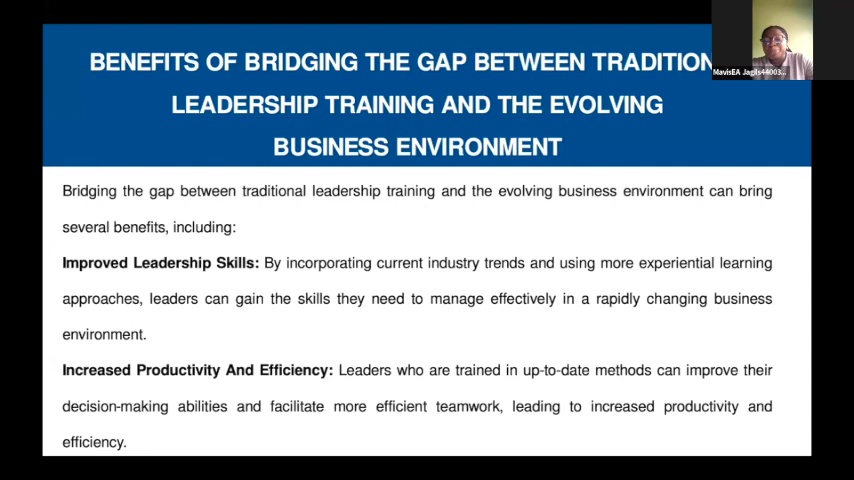 BENEFITS OF BRIDGING THE GAP BETWEEN TRADITION
LEADERSHIP TRAINING AND THE EVOLVING
BUSINESS ENVIRONMENT
MavisEA Jagils44003...
Bridging the gap between traditional leadership training and the evolving business environment can bring
several benefits, including:
Improved Leadership Skills: By incorporating current industry trends and using more experiential learning
approaches, leaders can gain the skills they need to manage effectively in a rapidly changing business
environment.
Increased Productivity And Efficiency: Leaders who are trained in up-to-date methods can improve their
decision-making abilities and facilitate more efficient teamwork, leading to increased productivity and
efficiency.